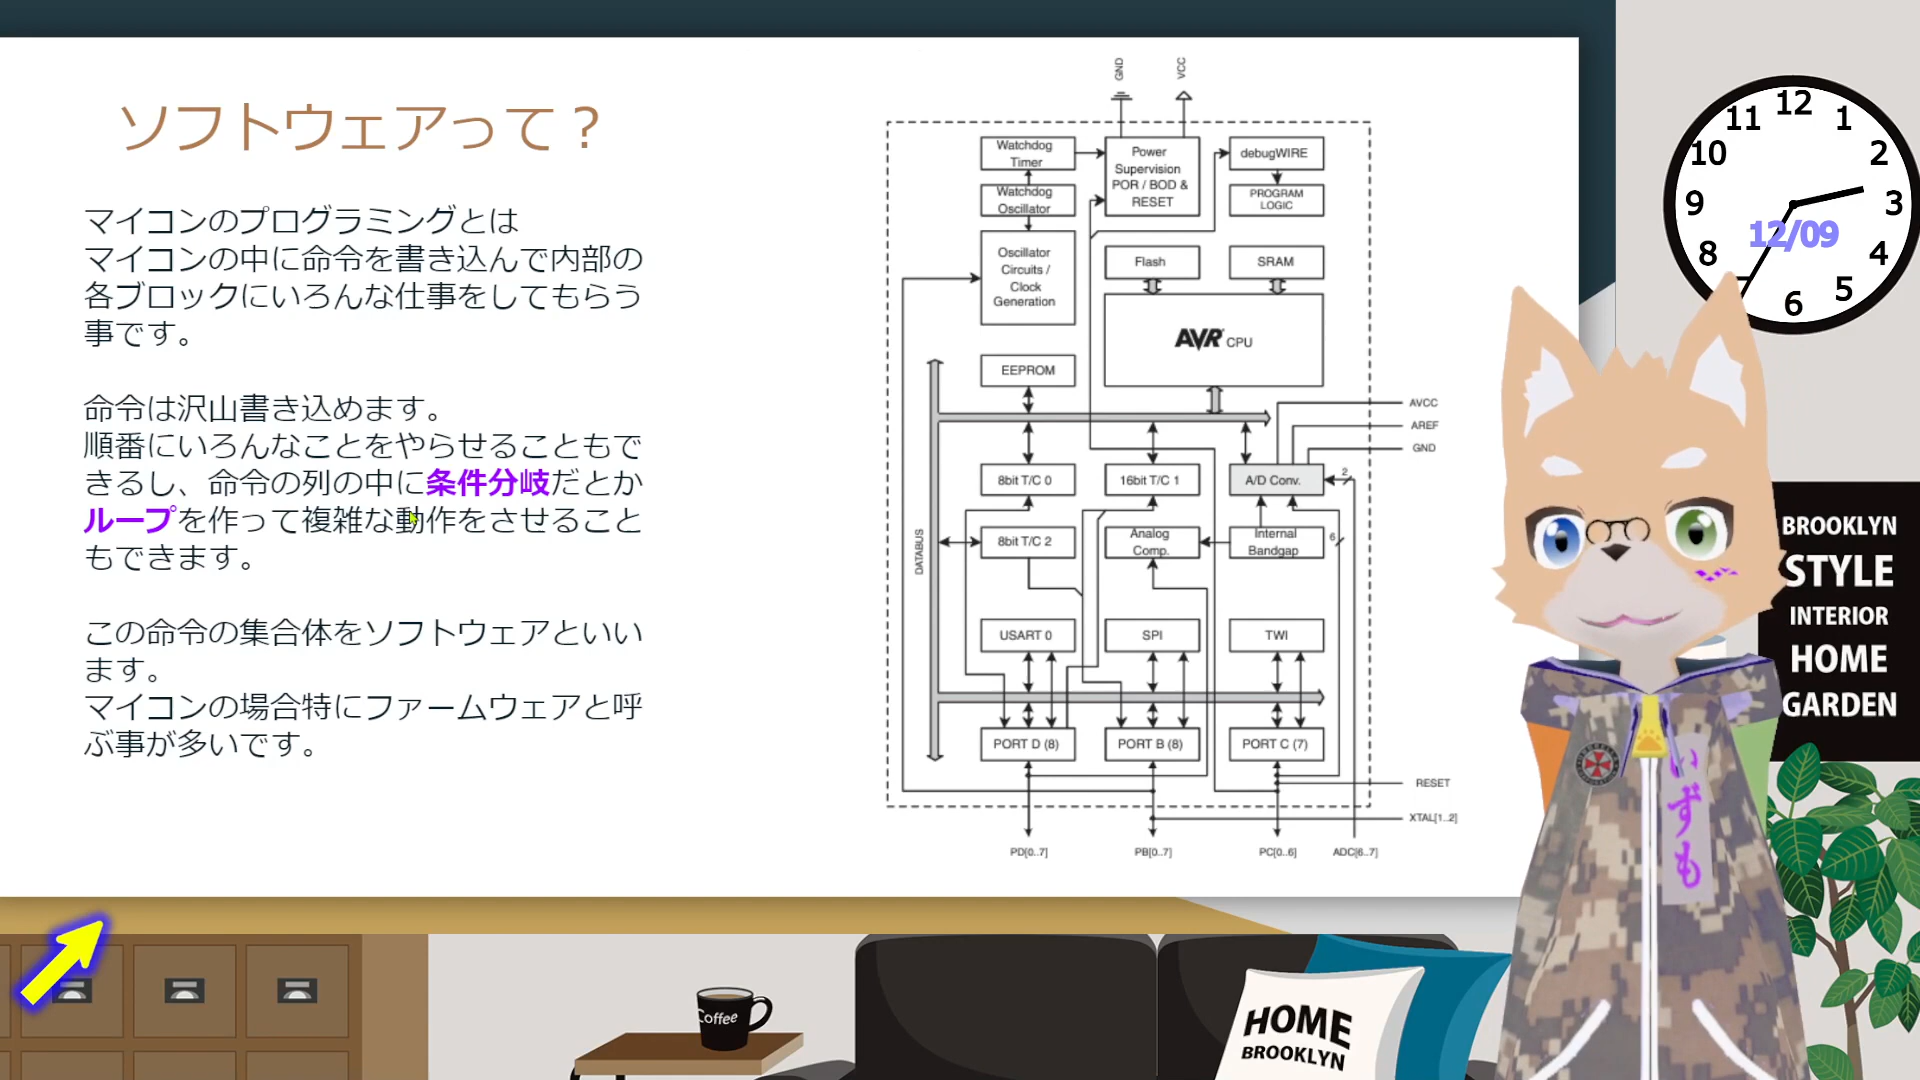 ソフトウェアって？
マイコンのプログラミングとは
マイコンの中に命令を書き込んで内部の
各ブロックにいろんな仕事をしてもらう
事です。
命令は沢山書き込めます。
順番にいろんなことをやらせることもで
きるし、命令の列の中に条件分岐だとか
ループを作って複雑な動作をさせること
もできます。
この命令の集合体をソフトウェアといい
ます。
マイコンの場合特にファームウェアと呼
ぶ事が多いです。
GND
VCC
Watchdog
Timer
Power
Supervision
POR / BOD &
RESET
debugWIRE
Watchdog
Oscillator
PROGRAM
LOGIC
Oscillator
Circuits /
Clock
Generation
Flash
SRAM
AVR CPU
EEPROM
AVCC
AREF
GND
8bit T/C 0
16bit T/C 1
A/D Conv.
2
DATABUS
8bit T/C 2
Analog
Comp.
Internal
Bandgap
6
USART 0
SPI
TWI
PORT D (8)
PORT B (8)
PORT C (7)
RESET
XTAL[1..2]
PD[0..7]
PB[0..7]
PC[0..6]
ADC[6..7]
12
1
2
3
4
5
6
8
9
10
11
12/09
BROOKLYN
STYLE
INTERIOR
HOME
GARDEN
いずも
Coffee
HOME
BROOKLYN